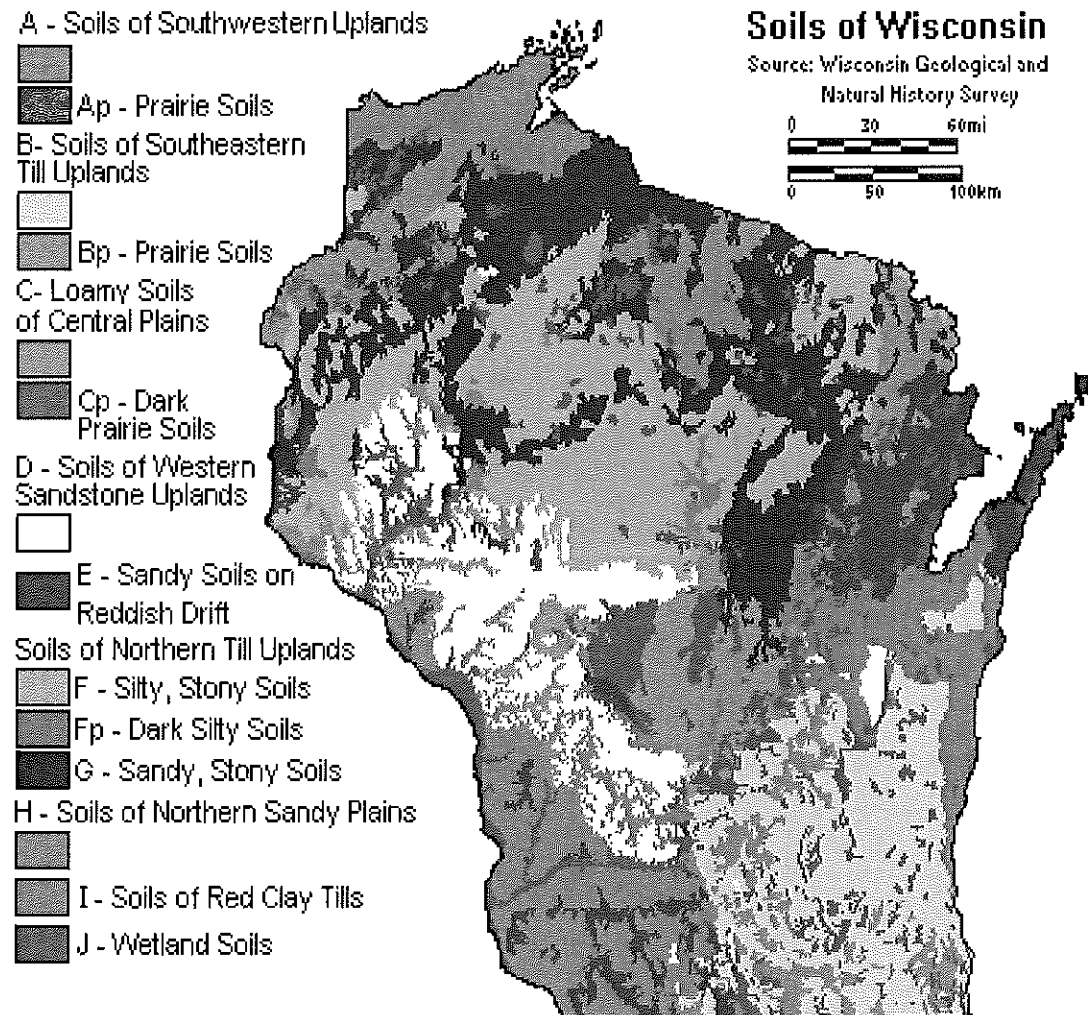 A - Soils of Southwestern Uplands
Ap - Prairie Soils
B- Soils of Southeastern
Till Uplands
Bp - Prairie Soils
C- Loamy Soils
of Central Plains
Cp - Dark
Prairie Soils
D - Soils of Western
Sandstone Uplands
E - Sandy Soils on
Reddish Drift
Soils of Northern Till Uplands
F - Silty, Stony Soils
Fp - Dark Silty Soils
G - Sandy, Stony Soils
H - Soils of Northern Sandy Plains
I - Soils of Red Clay Tills
J - Wetland Soils
Soils of Wisconsin
Source: Wisconsin Geological and
Natural History Survey
0 30 60mi
0 50 100km